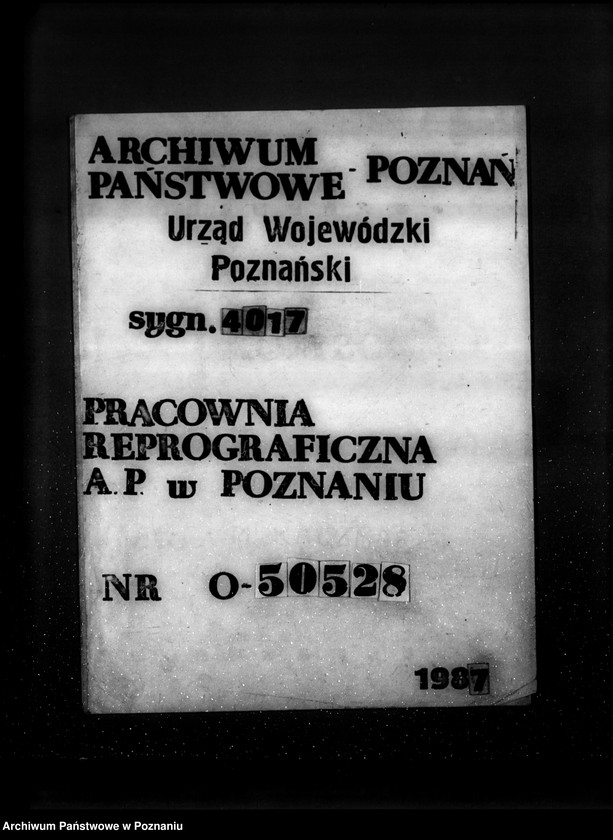 ARCHIWUM
PAŃSTWOWE - POZNAŃ
Urząd Wojewódzki
Poznański
sygn. 4017
PRACOWNIA
REPROGRAFICZNA
A.P. w POZNANIU
NR O-50528
1987
Archiwum Państwowe w Poznaniu